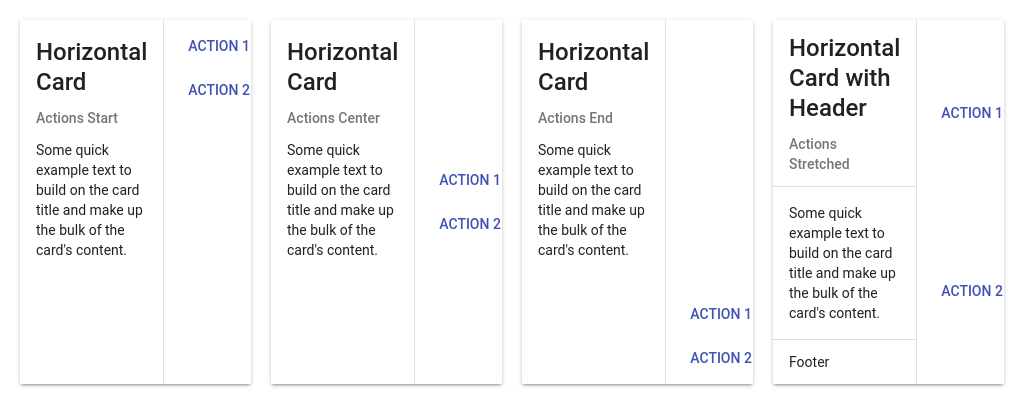 Horizontal
Card
Actions Start
Some quick
example text to
build on the card
title and make up
the bulk of the
card's content.
ACTION 1
ACTION 2
Horizontal
Card
Actions Center
Some quick
example text to
build on the card
title and make up
the bulk of the
card's content.
ACTION 1
ACTION 2
Horizontal
Card
Actions End
Some quick
example text to
build on the card
title and make up
the bulk of the
card's content.
ACTION 1
ACTION 2
Horizontal
Card with
Header
Actions
Stretched
Some quick
example text to
build on the card
title and make up
the bulk of the
card's content.
Footer
ACTION 1
ACTION 2